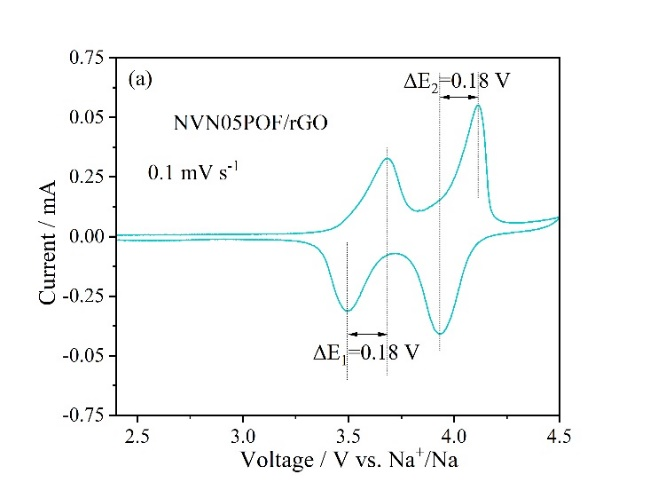 0.75
(a)
ΔE₂=0.18 V
0.05
NVN05POF/rGO
0.25
0.1 mV s⁻¹
0.00
Current / mA
-0.25
ΔE₁=0.18 V
-0.05
-0.75
2.5 3.0 3.5 4.0 4.5
Voltage / V vs. Na⁺/Na